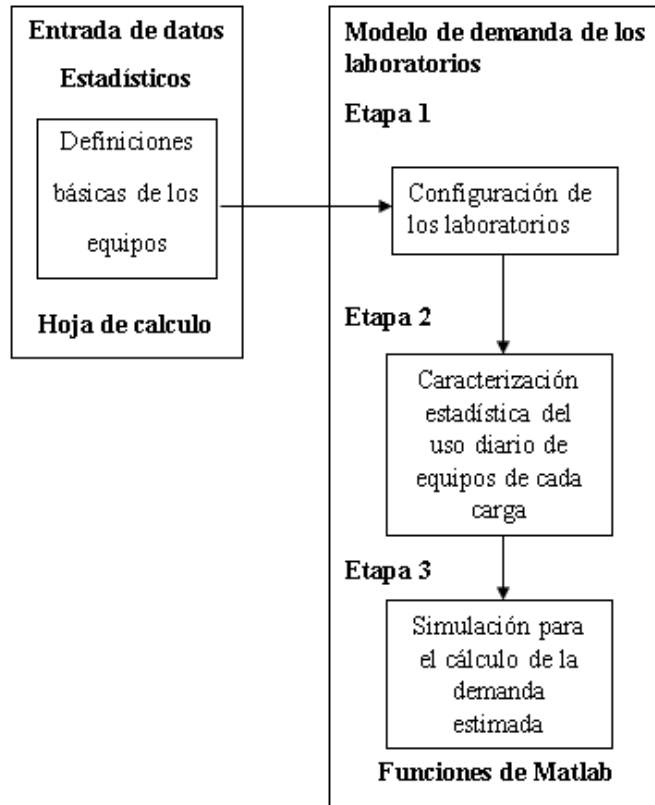 Entrada de datos
Estadísticos
Definiciones
básicas de los
equipos
Hoja de calculo
Modelo de demanda de los
laboratorios
Etapa 1
Configuración de
los laboratorios
Etapa 2
Caracterización
estadística del
uso diario de
equipos de cada
carga
Etapa 3
Simulación para
el cálculo de la
demanda
estimada
Funciones de Matlab